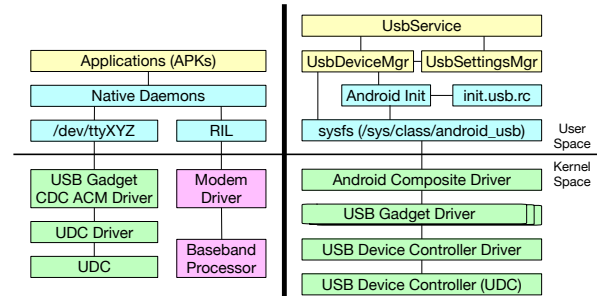 UsbService
Applications (APKs)
UsbDeviceMgr
UsbSettingsMgr
Native Daemons
Android Init
init.usb.rc
/dev/ttyXYZ
RIL
sysfs (/sys/class/android_usb)
User
Space
Kernel
Space
USB Gadget
CDC ACM Driver
Modem
Driver
Android Composite Driver
USB Gadget Driver
UDC Driver
Baseband
Processor
USB Device Controller Driver
UDC
USB Device Controller (UDC)